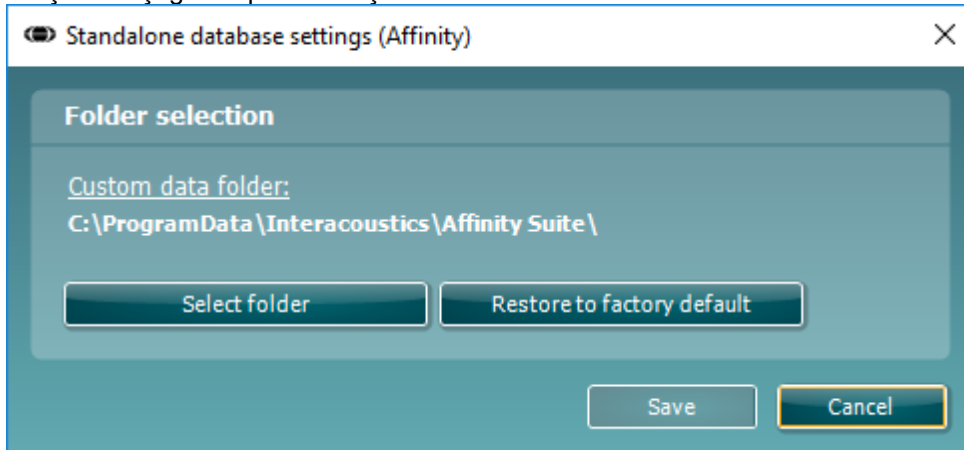 Standalone database settings (Affinity)
Folder selection
Custom data folder:
C:\ProgramData\Interacoustics\Affinity Suite\
Select folder
Restore to factory default
Save
Cancel